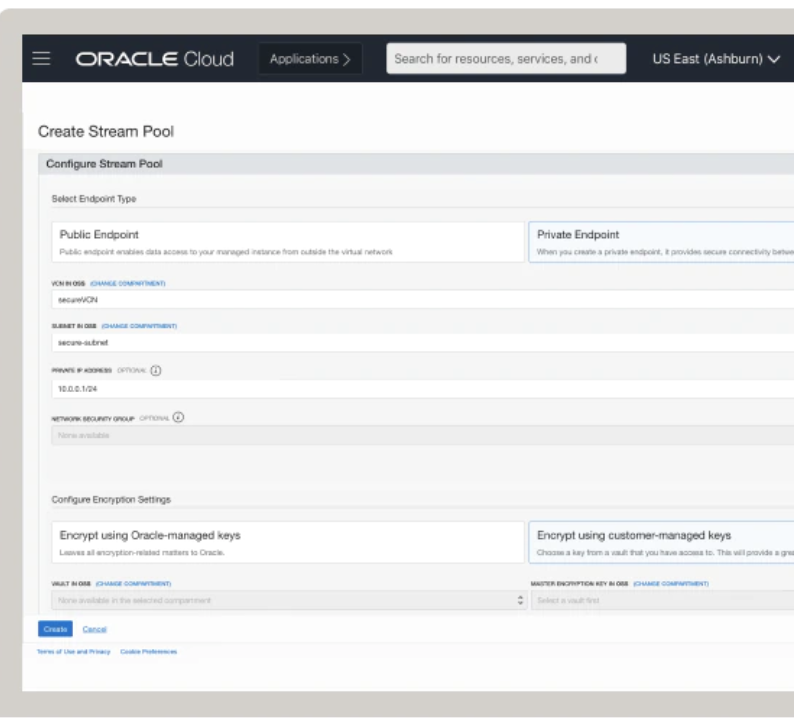 ORACLE Cloud
Applications >
Search for resources, services, and c
US East (Ashburn)
Create Stream Pool
Configure Stream Pool
Select Endpoint Type
Public Endpoint
Public endpoint enables data access to your managed instance from outside the virtual network
Private Endpoint
When you create a private endpoint, it provides secure connectivity betwe
VCN IN OSS (CHANGE COMPARTMENT)
secureVCN
SUBNET IN OSS (CHANGE COMPARTMENT)
secure-subnet
PRIVATE IP ADDRESS OPTIONAL
10.0.0.1/24
NETWORK SECURITY GROUP OPTIONAL
None available
Configure Encryption Settings
Encrypt using Oracle-managed keys
Leaves all encryption-related matters to Oracle.
Encrypt using customer-managed keys
Choose a key from a vault that you have access to. This will provide a grea
VAULT IN OSS (CHANGE COMPARTMENT)
None available in the selected compartment
MASTER ENCRYPTION KEY IN OSS (CHANGE COMPARTMENT)
Select a vault first
Create Cancel
Terms of Use and Privacy Cookie Preferences